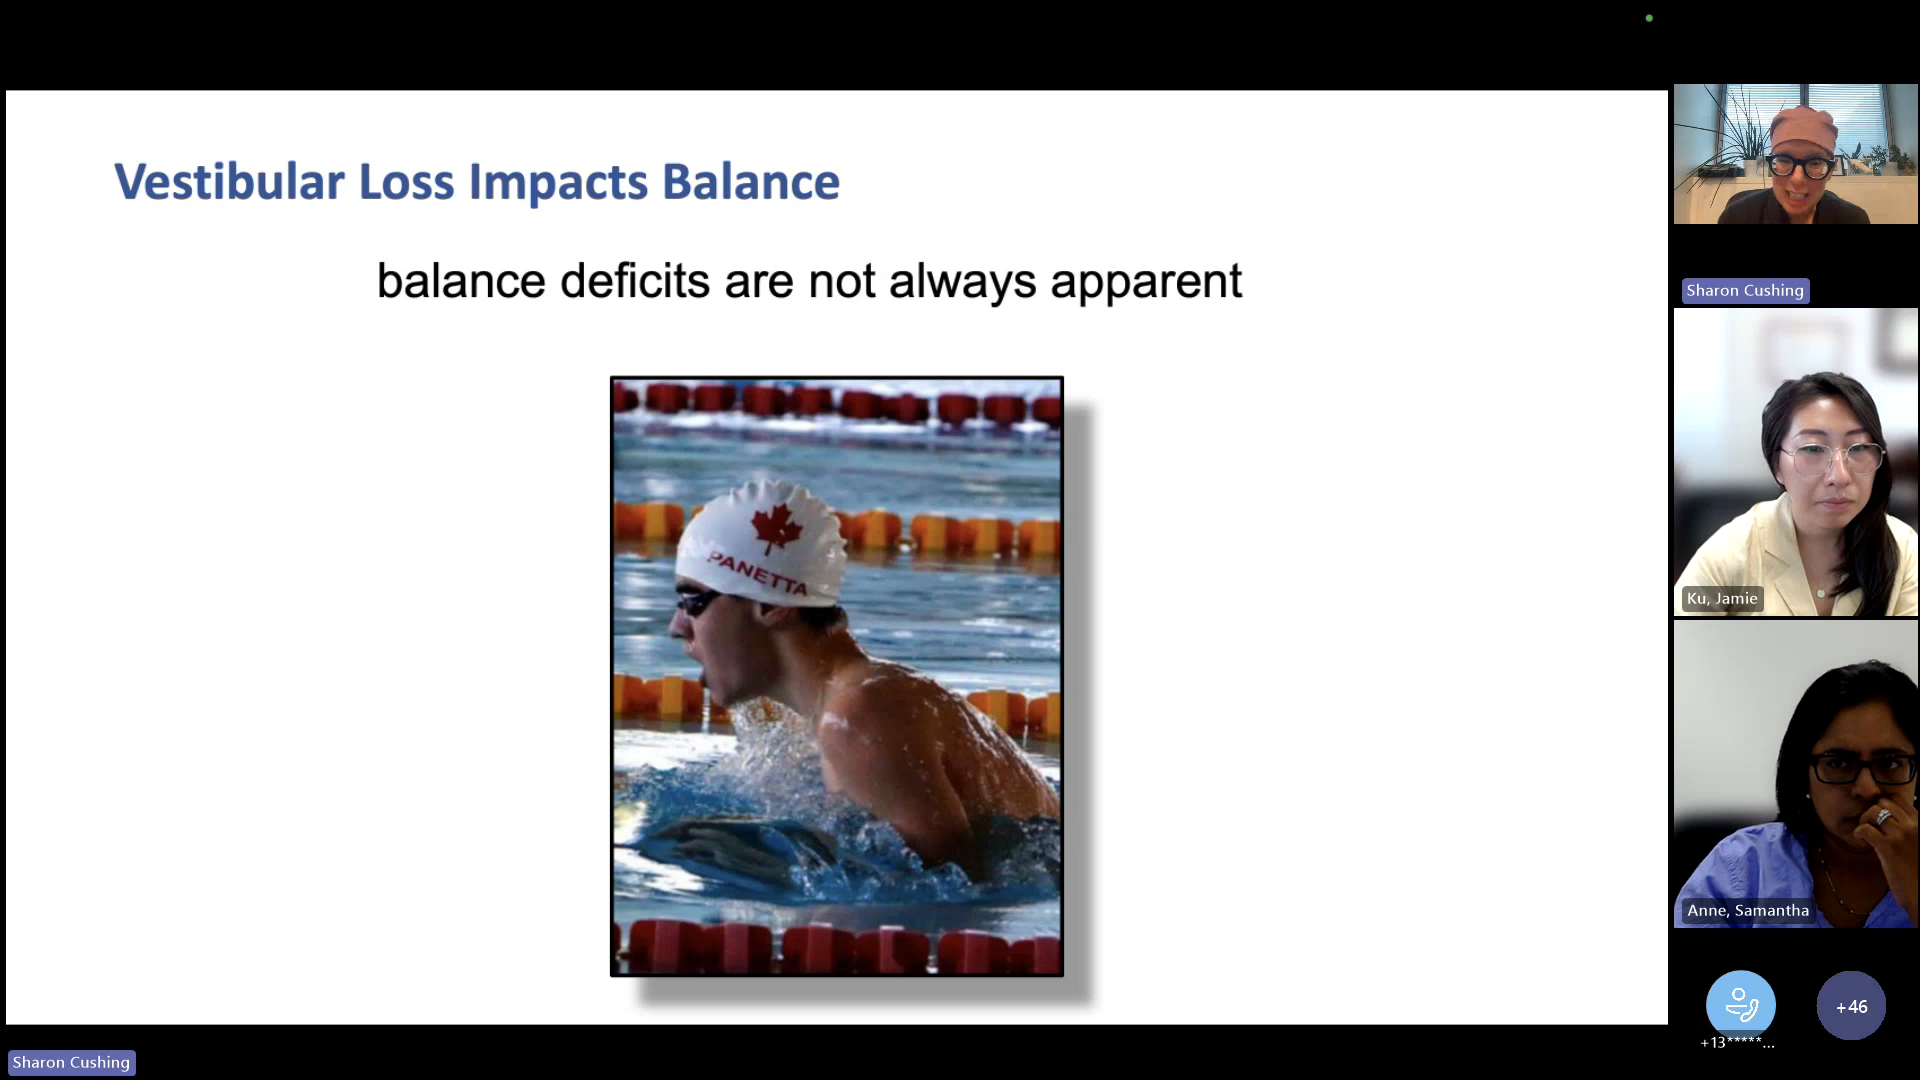 Vestibular Loss Impacts Balance
balance deficits are not always apparent
PANETTA
Sharon Cushing
Ku, Jamie
Anne, Samantha
+13*****...
+46
Sharon Cushing